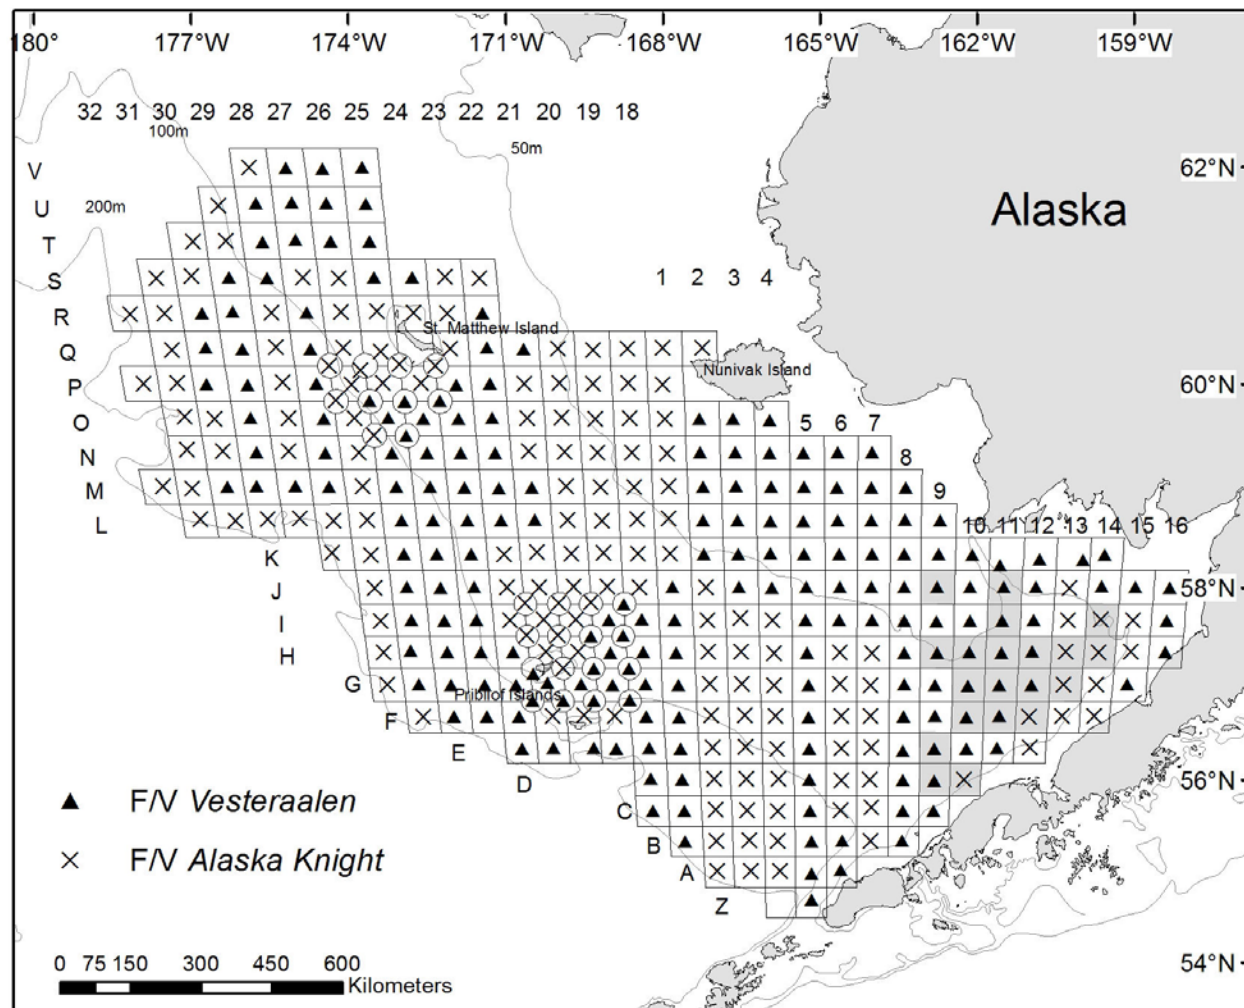 180° 177°W 174°W 171°W 168°W 165°W 162°W 159°W
32 31 30 29 28 27 26 25 24 23 22 21 20 19 18
100m
50m
V
62°N
U
200m
Alaska
T
S
1 2 3 4
R
St. Matthew Island
Q
Nunivak Island
P
60°N
O
5 6 7
N
8
M
9
L
10 11 12 13 14 15 16
K
J
58°N
I
H
G
Pribilof Islands
F
E
D
56°N
F/V Vesteraalen
C
B
F/V Alaska Knight
A
Z
0 75 150 300 450 600
Kilometers
54°N